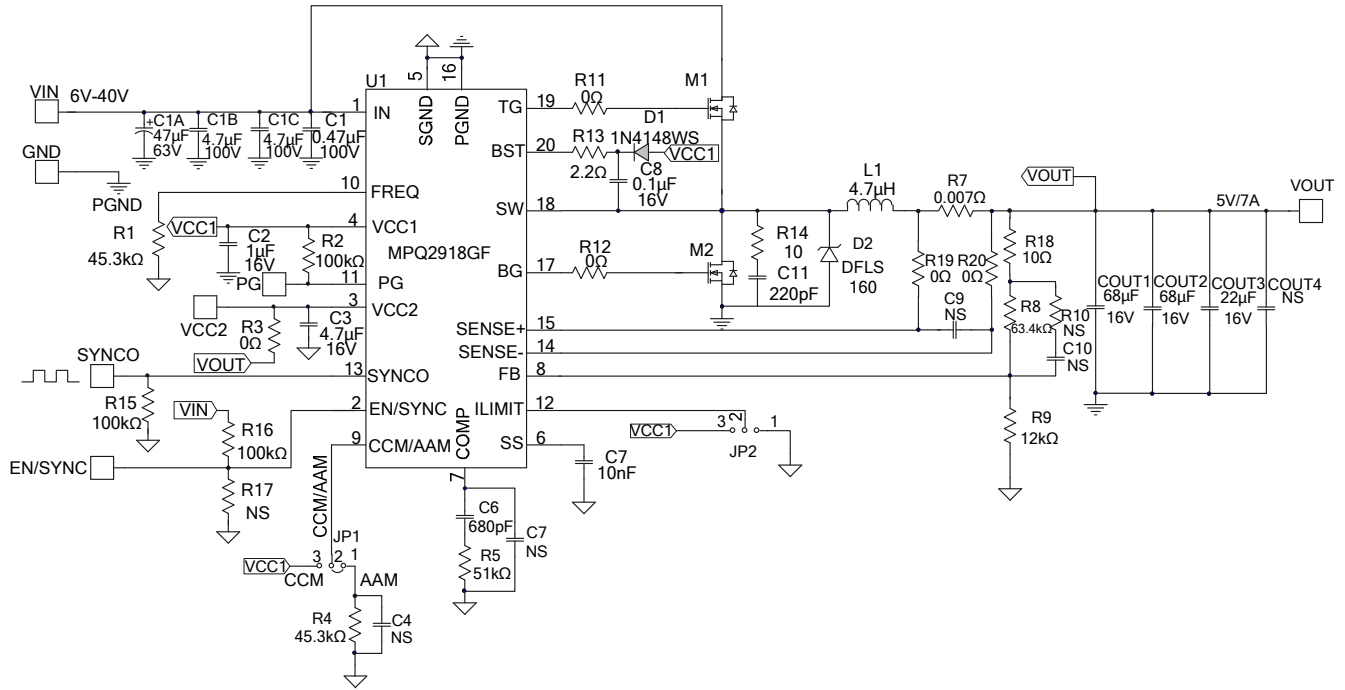 U1
VIN 6V-40V
C1A
47µF
63V
C1B
4.7µF
100V
C1C
4.7µF
100V
C1
0.47µF
100V
GND
PGND
R1
45.3kΩ
VCC1
C2
1µF
16V
R2
100kΩ
PG
VCC2
R3
0Ω
VOUT
C3
4.7µF
16V
SYNCO
R15
100kΩ
VIN
R16
100kΩ
EN/SYNC
R17
NS
CCM/AAM
JP1
VCC1
3 2 1
CCM AAM
R4
45.3kΩ
C4
NS
5 16
SGND PGND
1 IN
10 FREQ
4 VCC1
MPQ2918GF
11 PG
3 VCC2
13 SYNCO
2 EN/SYNC
9 CCM/AAM
COMP
7
TG 19
BST 20
SW 18
BG 17
SENSE+ 15
SENSE- 14
FB 8
ILIMIT 12
SS 6
C6
680pF
R5
51kΩ
C7
NS
C7
10nF
R11
0Ω
M1
D1
R13 1N4148WS
2.2Ω
VCC1
C8
0.1µF
16V
R12
0Ω
M2
R14
10
C11
220pF
D2
DFLS
160
L1
4.7µH
R7
0.007Ω
R19
0Ω
R20
0Ω
C9
NS
VCC1
3 2 1
JP2
VOUT
R18
10Ω
R8
63.4kΩ
R10
NS
C10
NS
R9
12kΩ
5V/7A
VOUT
COUT1
68µF
16V
COUT2
68µF
16V
COUT3
22µF
16V
COUT4
NS